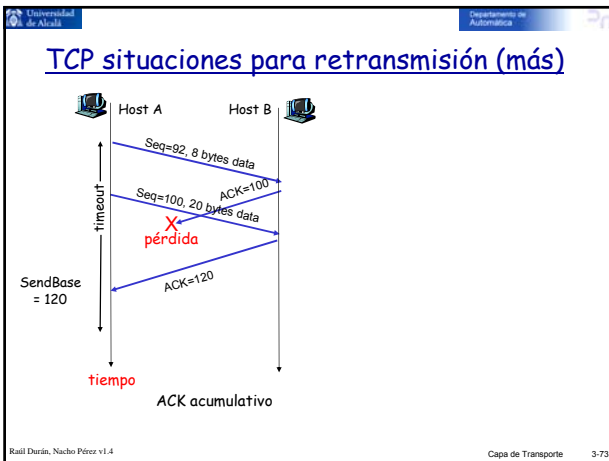 Universidad
de Alcalá
Departamento de
Automática
TCP situaciones para retransmisión (más)
Host A
Host B
Seq=92, 8 bytes data
ACK=100
timeout
Seq=100, 20 bytes data
X
pérdida
SendBase
= 120
ACK=120
tiempo
ACK acumulativo
Raúl Durán, Nacho Pérez v1.4
Capa de Transporte 3-73